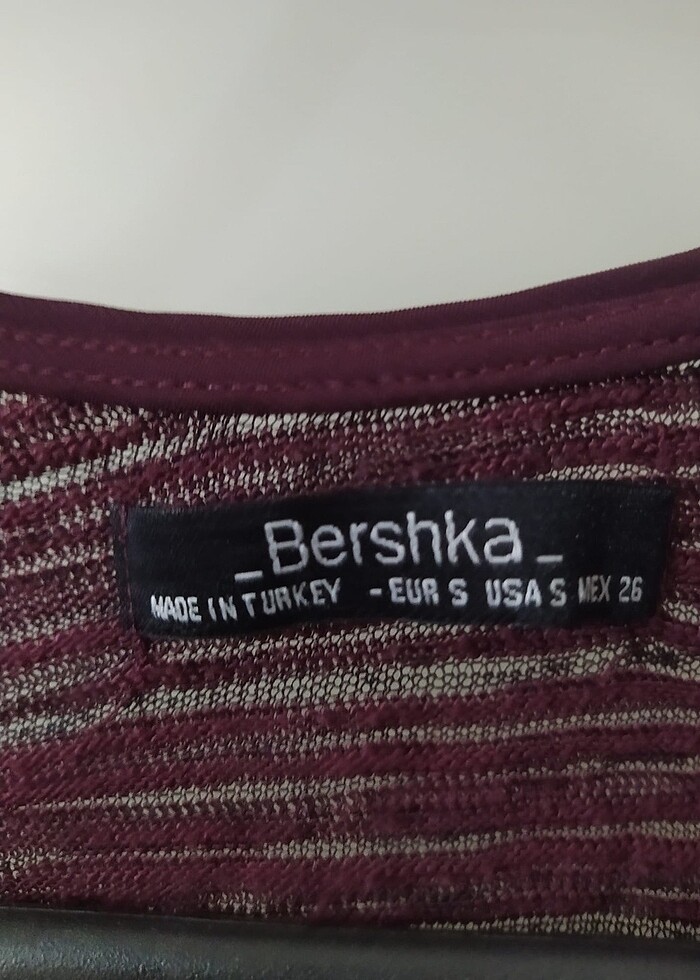 _Bershka_
MADE IN TURKEY -EUR S USA S MEX 26